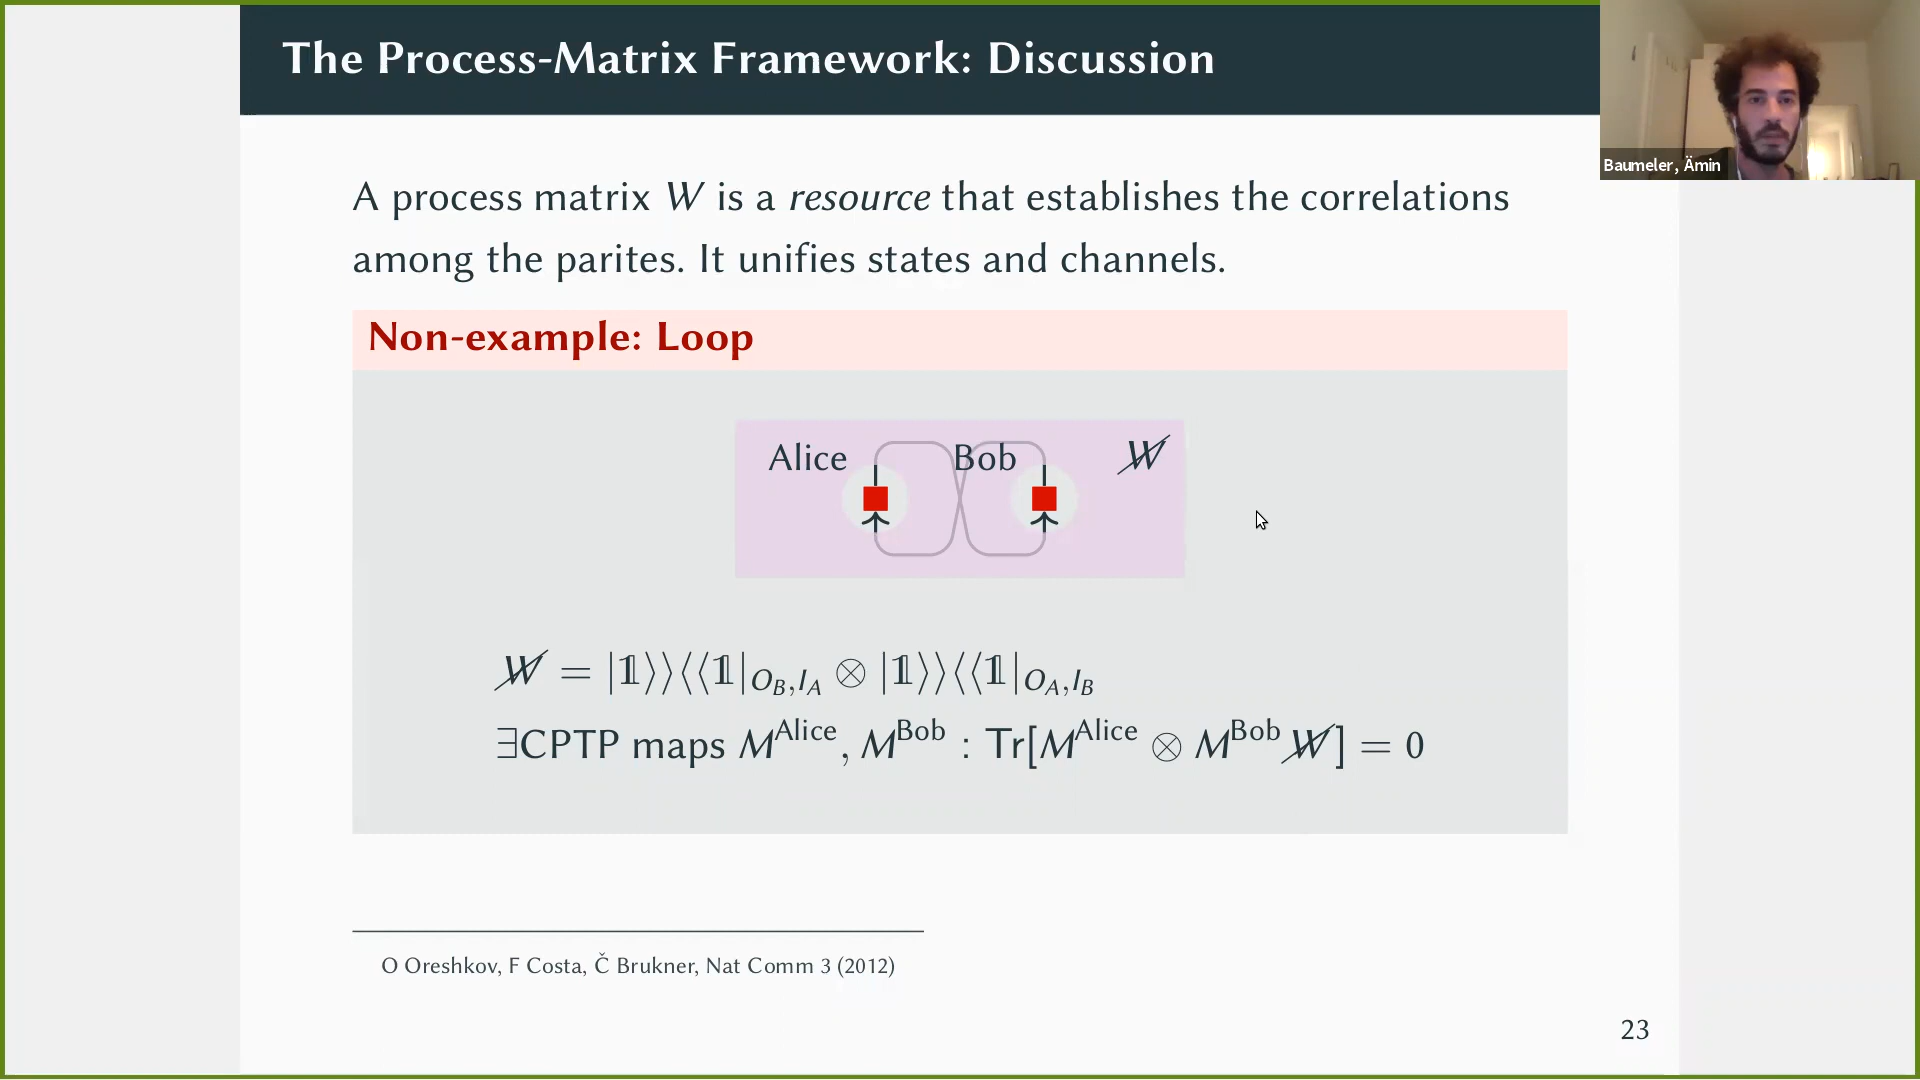 The Process-Matrix Framework: Discussion
Baumeler, Ämin
A process matrix W is a resource that establishes the correlations
among the parites. It unifies states and channels.
Non-example: Loop
Alice Bob W̸
W̸ = |𝟙⟩⟩⟨⟨𝟙|_{O_B,I_A} ⊗ |𝟙⟩⟩⟨⟨𝟙|_{O_A,I_B}
∃CPTP maps M^{Alice}, M^{Bob} : Tr[M^{Alice} ⊗ M^{Bob}W̸] = 0
O Oreshkov, F Costa, Č Brukner, Nat Comm 3 (2012)
23